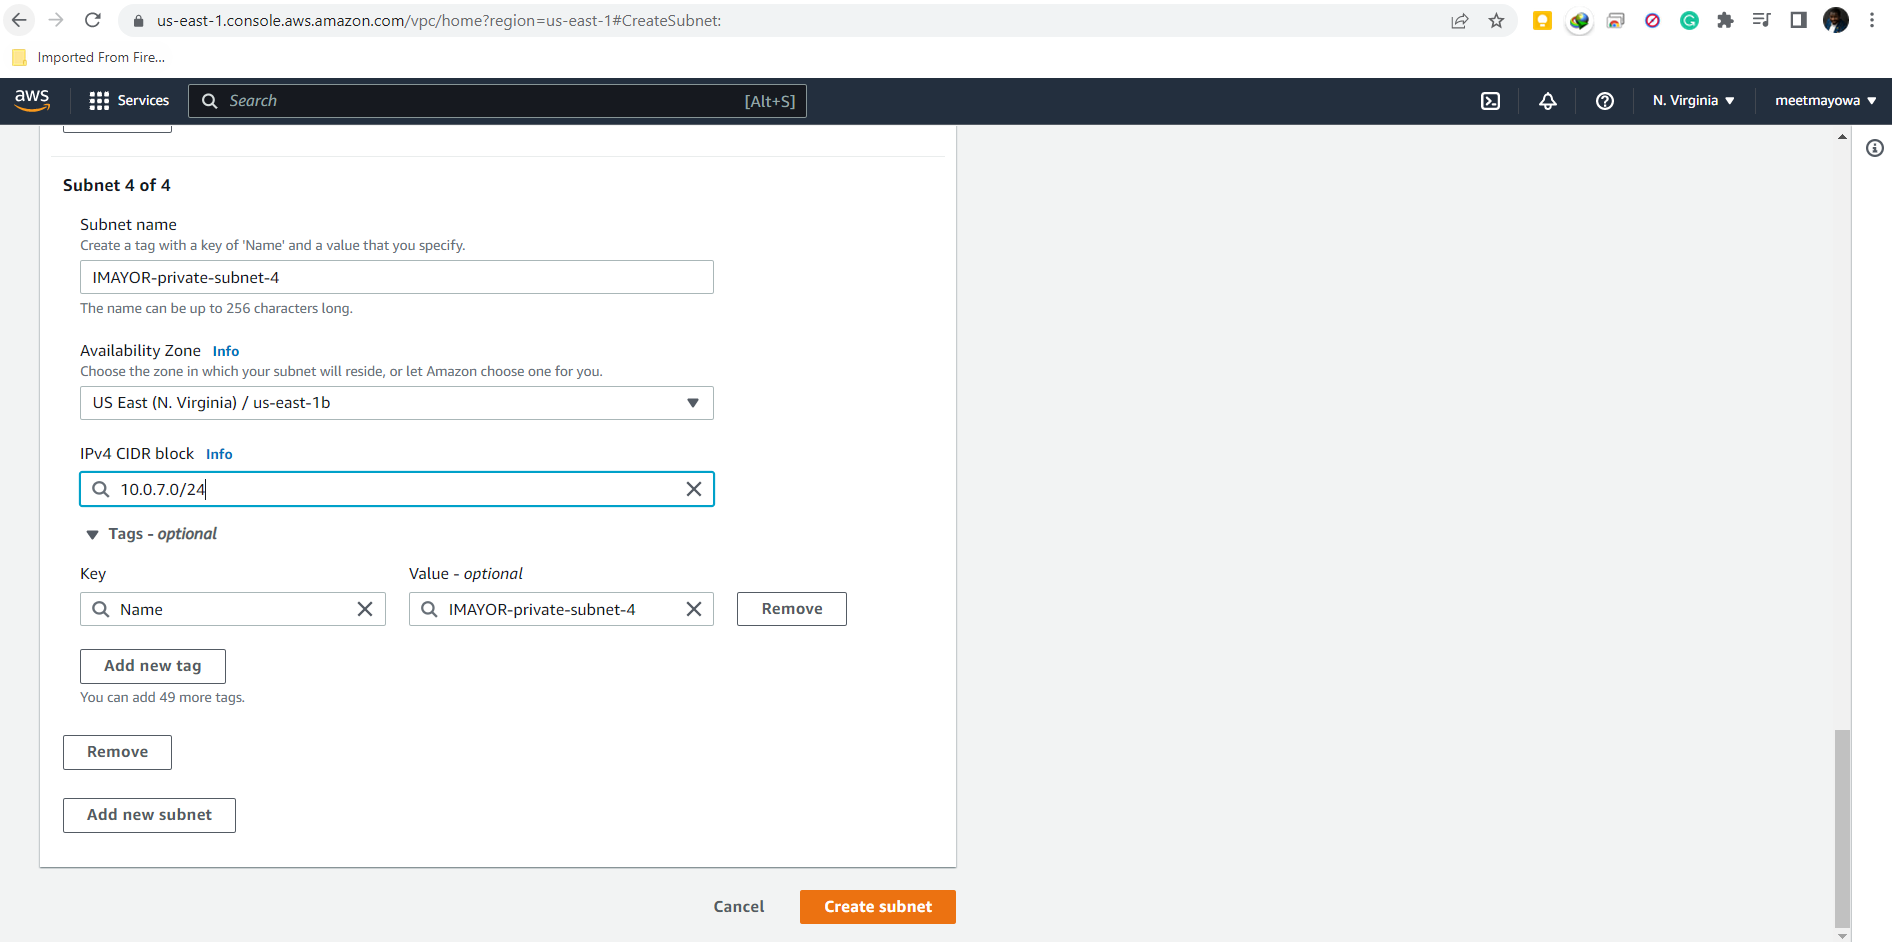 us-east-1.console.aws.amazon.com/vpc/home?region=us-east-1#CreateSubnet:
Imported From Fire...
aws Services Search [Alt+S] N. Virginia meetmayowa
Subnet 4 of 4
Subnet name
Create a tag with a key of 'Name' and a value that you specify.
IMAYOR-private-subnet-4
The name can be up to 256 characters long.
Availability Zone Info
Choose the zone in which your subnet will reside, or let Amazon choose one for you.
US East (N. Virginia) / us-east-1b
IPv4 CIDR block Info
10.0.7.0/24
Tags - optional
Key Value - optional
Name IMAYOR-private-subnet-4 Remove
Add new tag
You can add 49 more tags.
Remove
Add new subnet
Cancel Create subnet